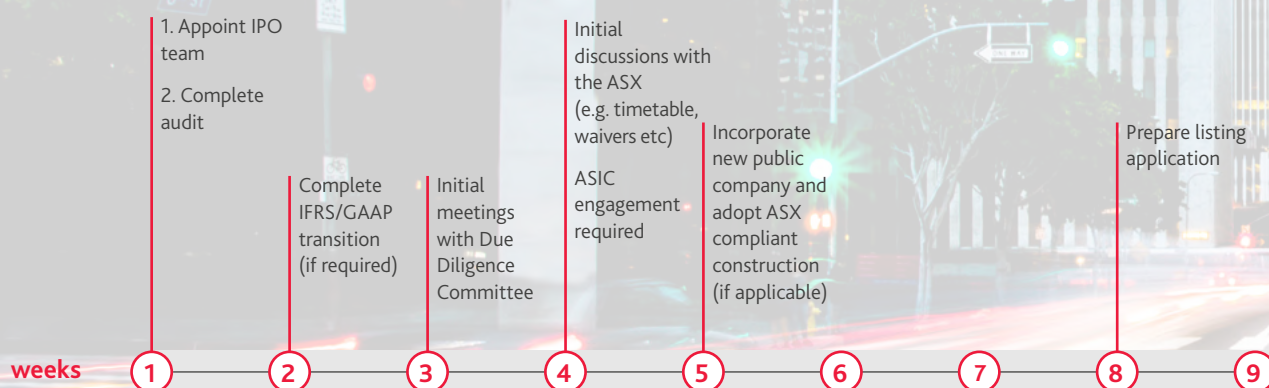 1. Appoint IPO
team
2. Complete
audit
Complete
IFRS/GAAP
transition
(if required)
Initial
meetings
with Due
Diligence
Committee
Initial
discussions with
the ASX
(e.g. timetable,
waivers etc)
ASIC
engagement
required
Incorporate
new public
company and
adopt ASX
compliant
construction
(if applicable)
Prepare listing
application
ONE WAY
weeks 1 2 3 4 5 6 7 8 9